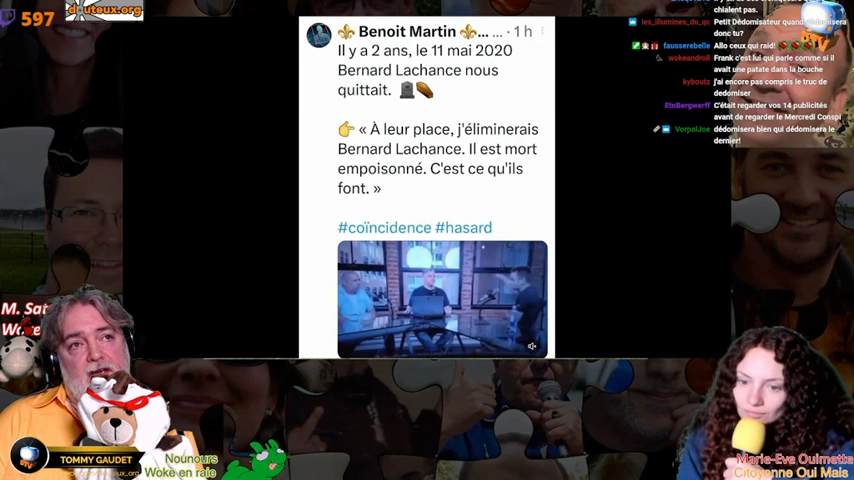 597
douteux.org
Benoit Martin ... · 1 h
Il y a 2 ans, le 11 mai 2020
Bernard Lachance nous
quittait.
« À leur place, j'éliminerais
Bernard Lachance. Il est mort
empoisonné. C'est ce qu'ils
font. »
#coïncidence #hasard
chialent pas.
les_illumines_du_qc
Petit Dédomisateur quand
donc tu?
fausserebelle Allo ceux qui raid!
wokeandroll Frank c'est lui qui parle comme si il
avait une patate dans la bouche
kyboutz j'ai encore pas compris le truc de
dedomiser
EtnBergwerff C'était regarder vos 14 publicités
avant de regarder le Mercredi Conspi
VorpalJoe dédomisera bien qui dédomisera le
dernier!
M. Sat
TOMMY GAUDET
Nounours
Woke en raie
Marie-Eve Ouimette
Citoyenne Oui Mais